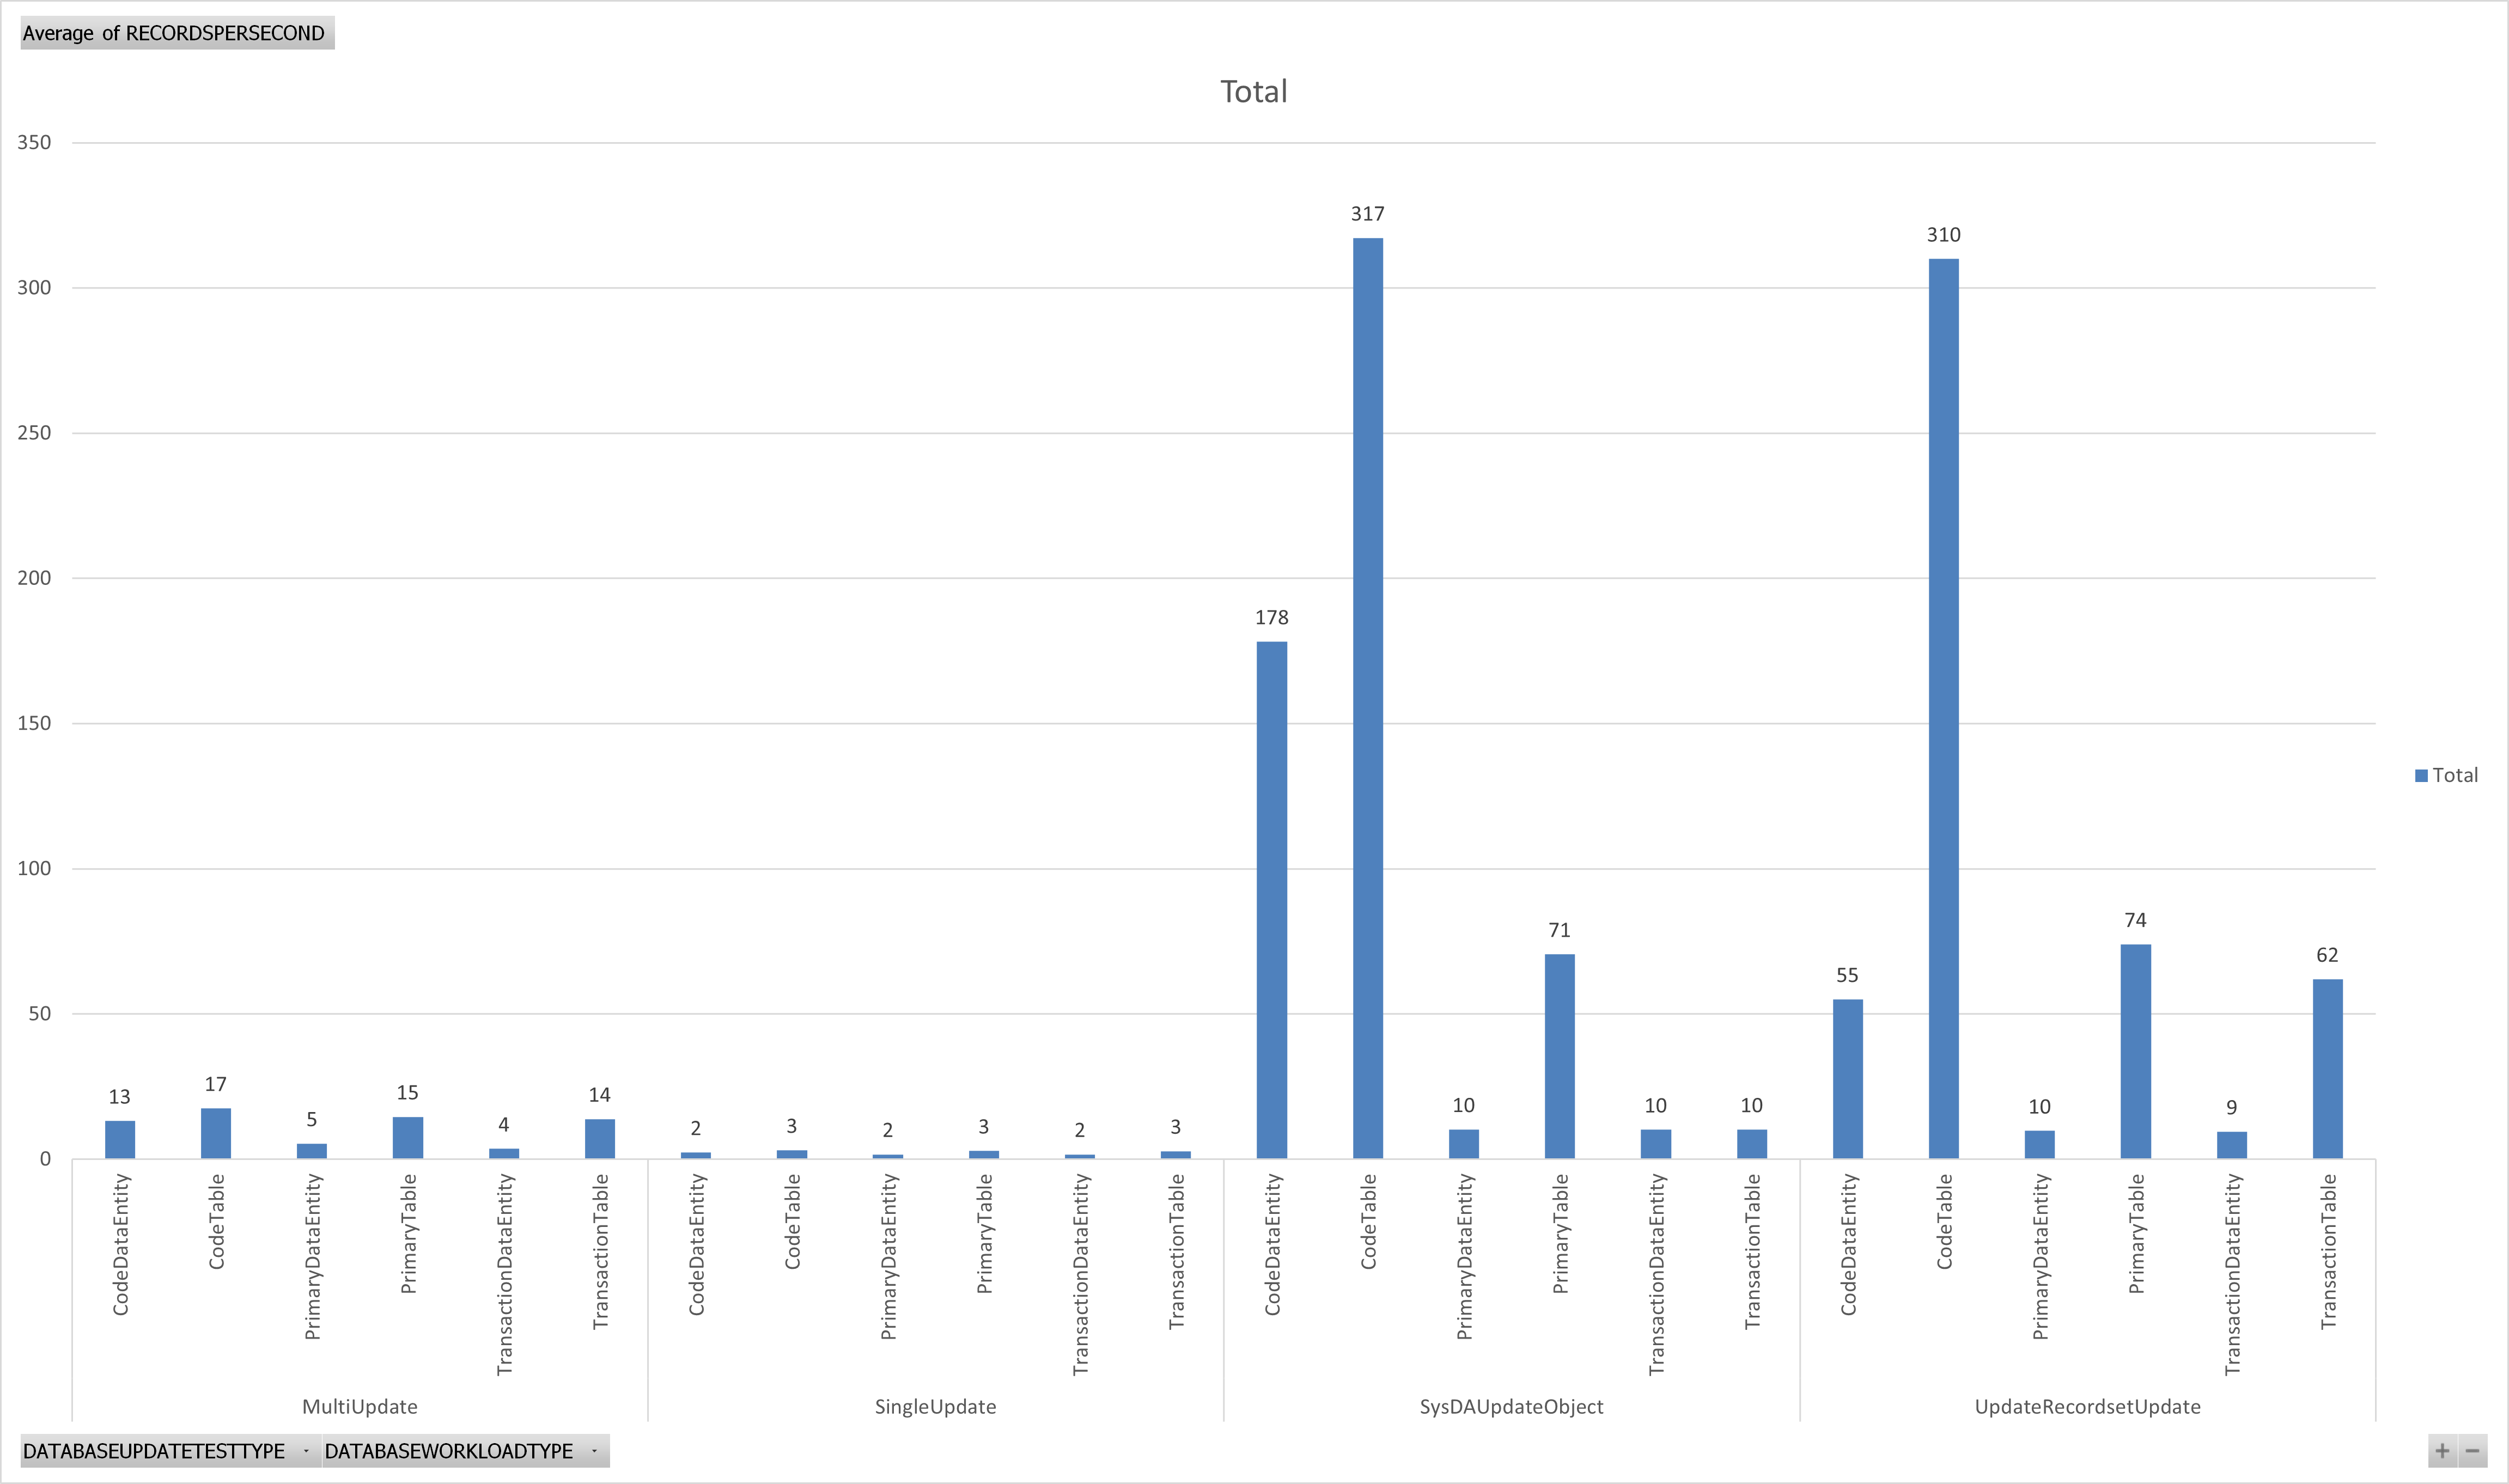 Average of RECORDSPERSECOND
Total
350
300
250
200
150
100
50
0
13
17
5
15
4
14
2
3
2
3
2
3
178
317
10
71
10
10
55
310
10
74
9
62
Total
CodeDataEntity
CodeTable
PrimaryDataEntity
PrimaryTable
TransactionDataEntity
TransactionTable
CodeDataEntity
CodeTable
PrimaryDataEntity
PrimaryTable
TransactionDataEntity
TransactionTable
CodeDataEntity
CodeTable
PrimaryDataEntity
PrimaryTable
TransactionDataEntity
TransactionTable
CodeDataEntity
CodeTable
PrimaryDataEntity
PrimaryTable
TransactionDataEntity
TransactionTable
MultiUpdate
SingleUpdate
SysDAUpdateObject
UpdateRecordsetUpdate
DATABASEUPDATETESTTYPE
DATABASEWORKLOADTYPE
+ −